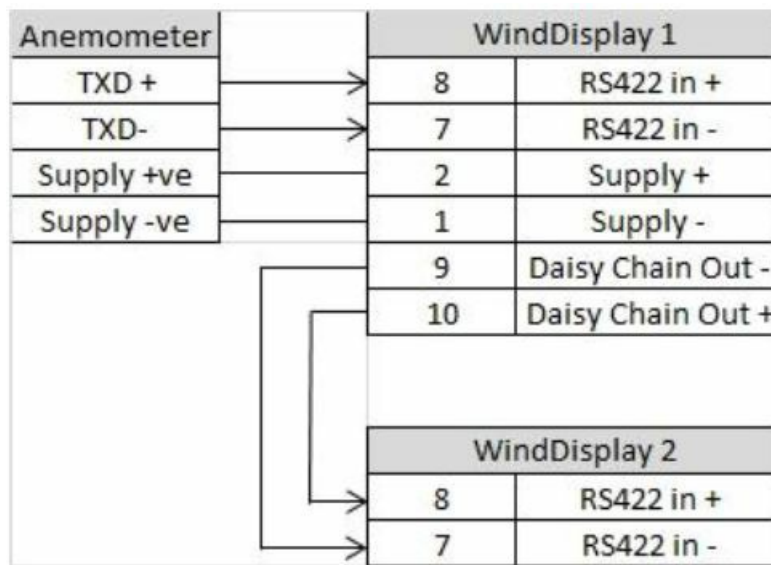 Anemometer WindDisplay 1
TXD + 8 RS422 in +
TXD- 7 RS422 in -
Supply +ve 2 Supply +
Supply -ve 1 Supply -
9 Daisy Chain Out -
10 Daisy Chain Out +
WindDisplay 2
8 RS422 in +
7 RS422 in -